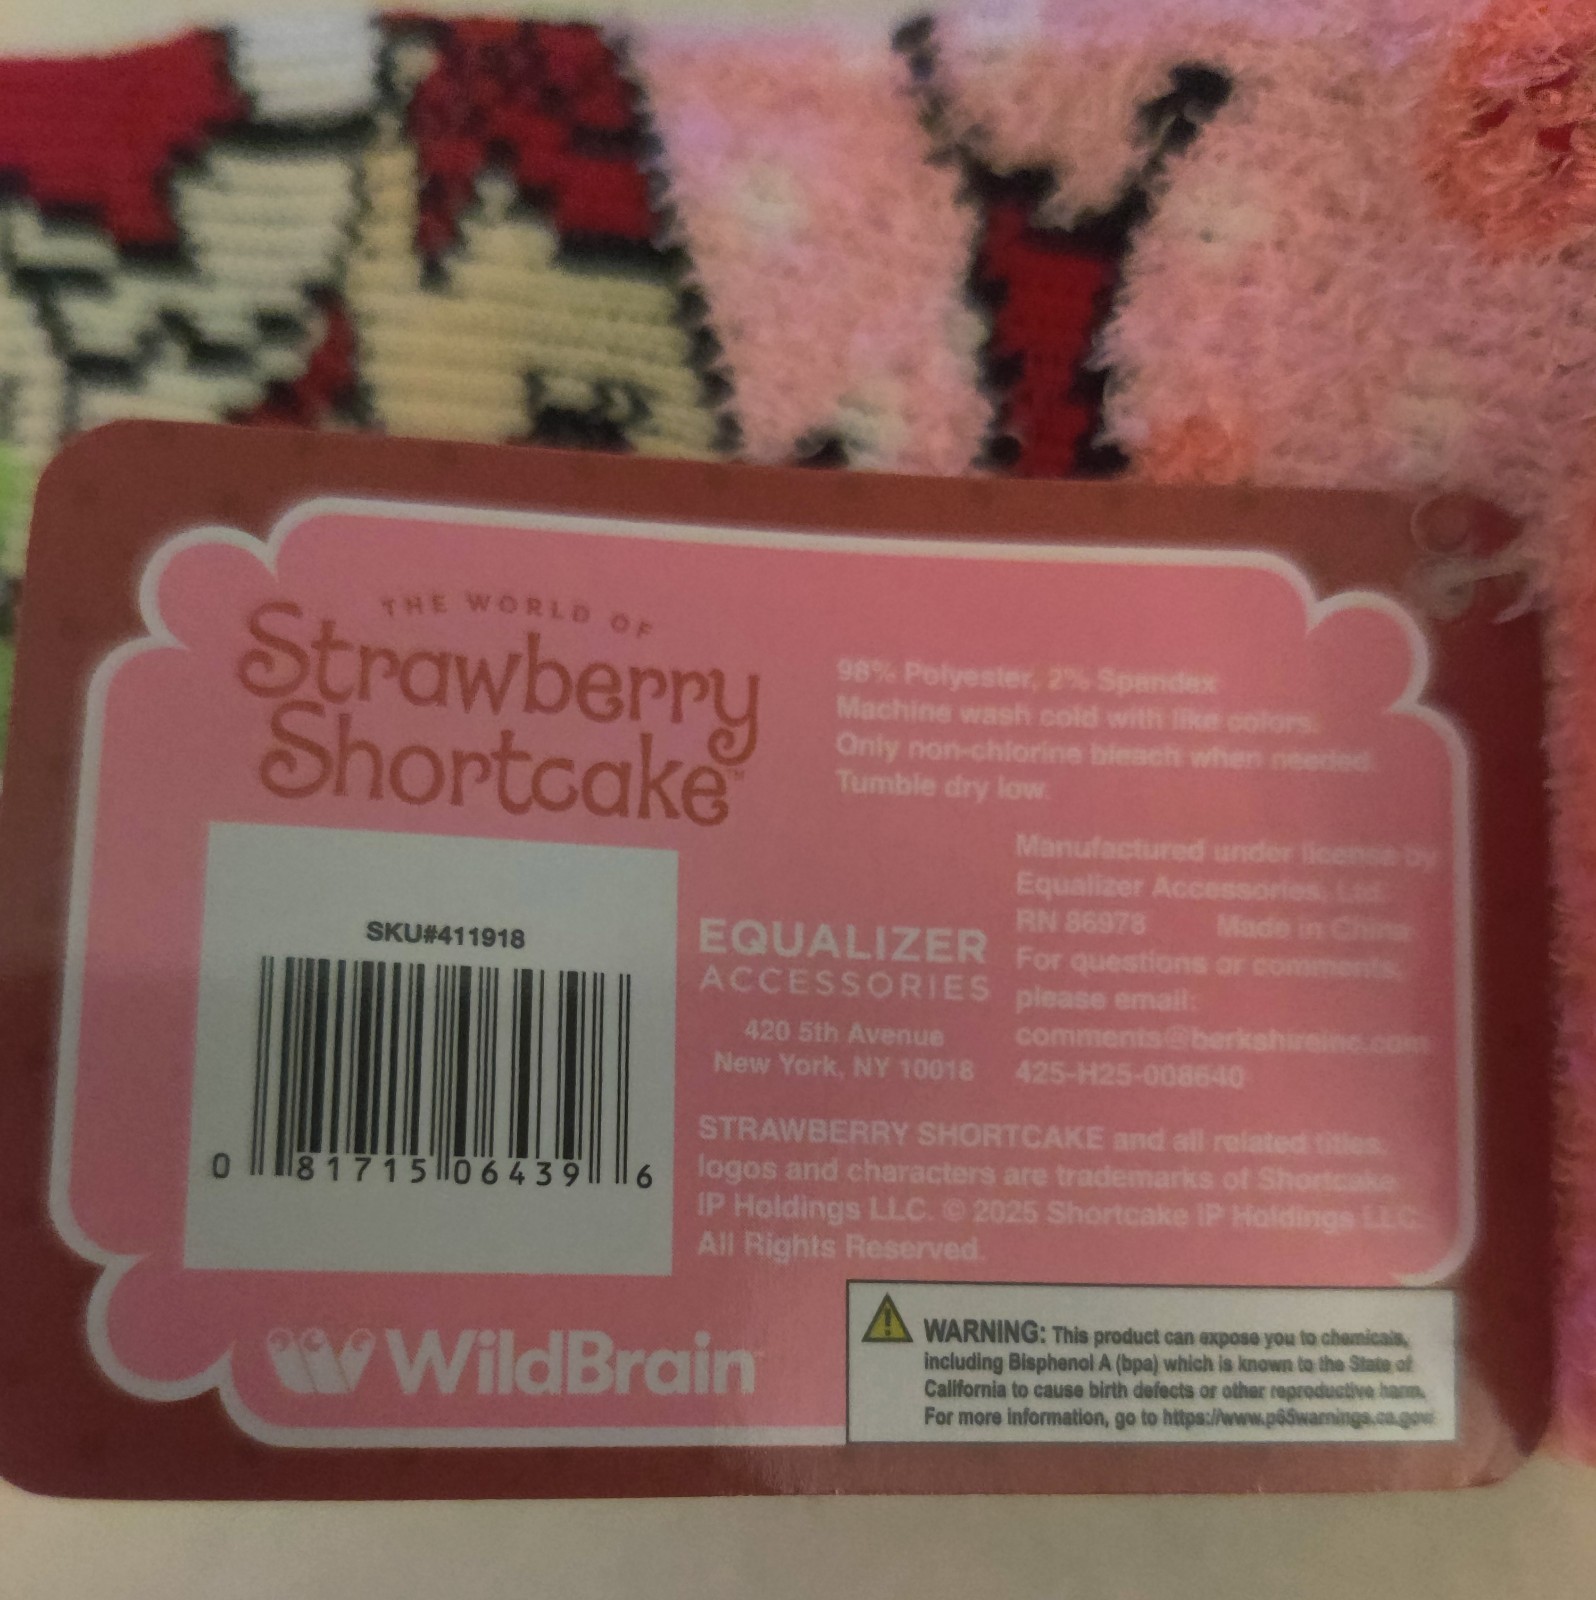 THE WORLD OF
Strawberry
Shortcake™
98% Polyester, 2% Spandex
Machine wash cold with like colors.
Only non-chlorine bleach when needed.
Tumble dry low.
SKU#411918
0 81715 06439 6
EQUALIZER
ACCESSORIES
420 5th Avenue
New York, NY 10018
Manufactured under license by
Equalizer Accessories, Ltd.
RN 86978 Made in China
For questions or comments,
please email:
comments@berkshireinc.com
425-H25-008640
STRAWBERRY SHORTCAKE and all related titles,
logos and characters are trademarks of Shortcake
IP Holdings LLC. © 2025 Shortcake IP Holdings LLC.
All Rights Reserved.
WildBrain™
WARNING: This product can expose you to chemicals,
including Bisphenol A (bpa) which is known to the State of
California to cause birth defects or other reproductive harm.
For more information, go to https://www.p65warnings.ca.gov/